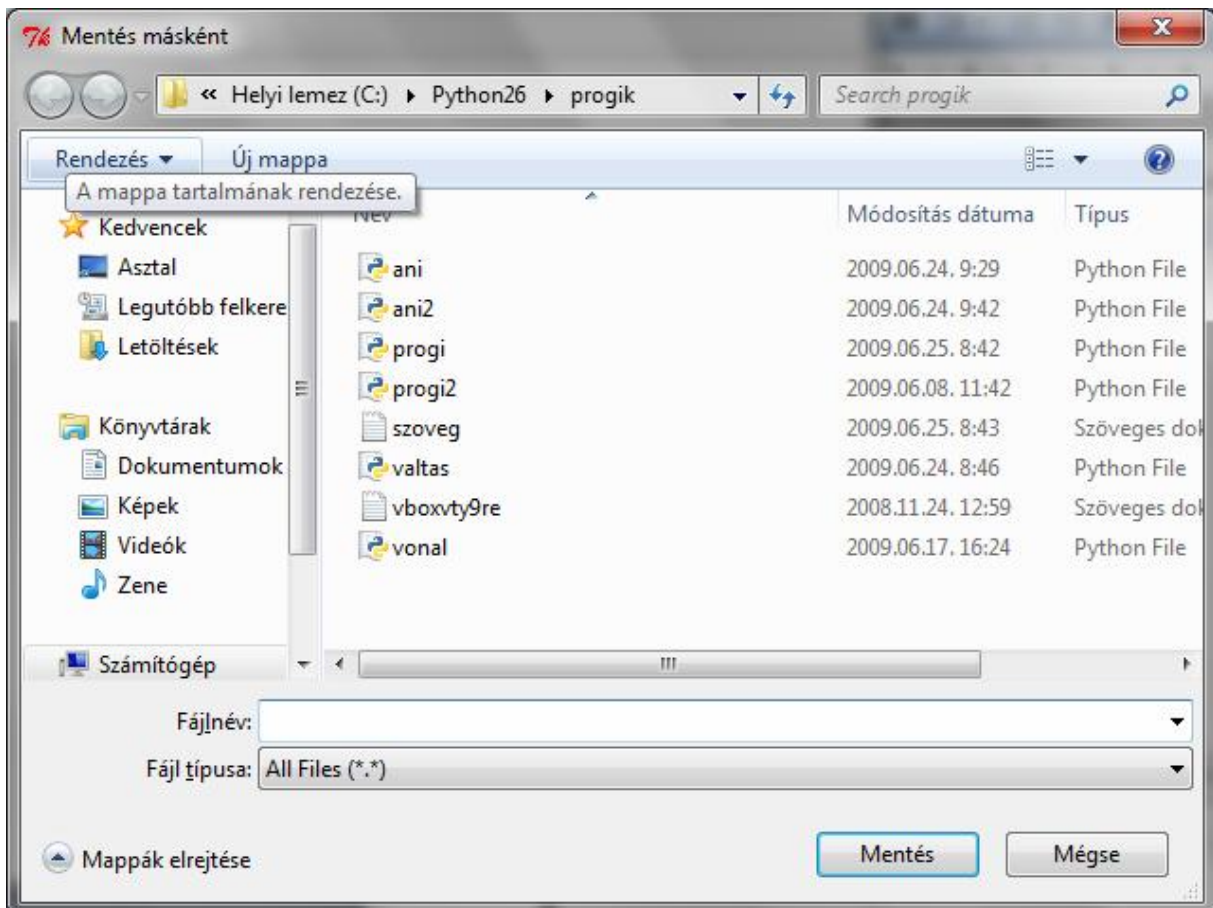 Mentés másként
« Helyi lemez (C:) ▸ Python26 ▸ progik Search progik
Rendezés Új mappa
A mappa tartalmának rendezése.
Név Módosítás dátuma Típus
Kedvencek
Asztal
Legutóbb felkere
Letöltések
Könyvtárak
Dokumentumok
Képek
Videók
Zene
Számítógép
ani 2009.06.24. 9:29 Python File
ani2 2009.06.24. 9:42 Python File
progi 2009.06.25. 8:42 Python File
progi2 2009.06.08. 11:42 Python File
szoveg 2009.06.25. 8:43 Szöveges dok
valtas 2009.06.24. 8:46 Python File
vboxvty9re 2008.11.24. 12:59 Szöveges dok
vonal 2009.06.17. 16:24 Python File
Fájlnév:
Fájl típusa: All Files (*.*)
Mappák elrejtése Mentés Mégse